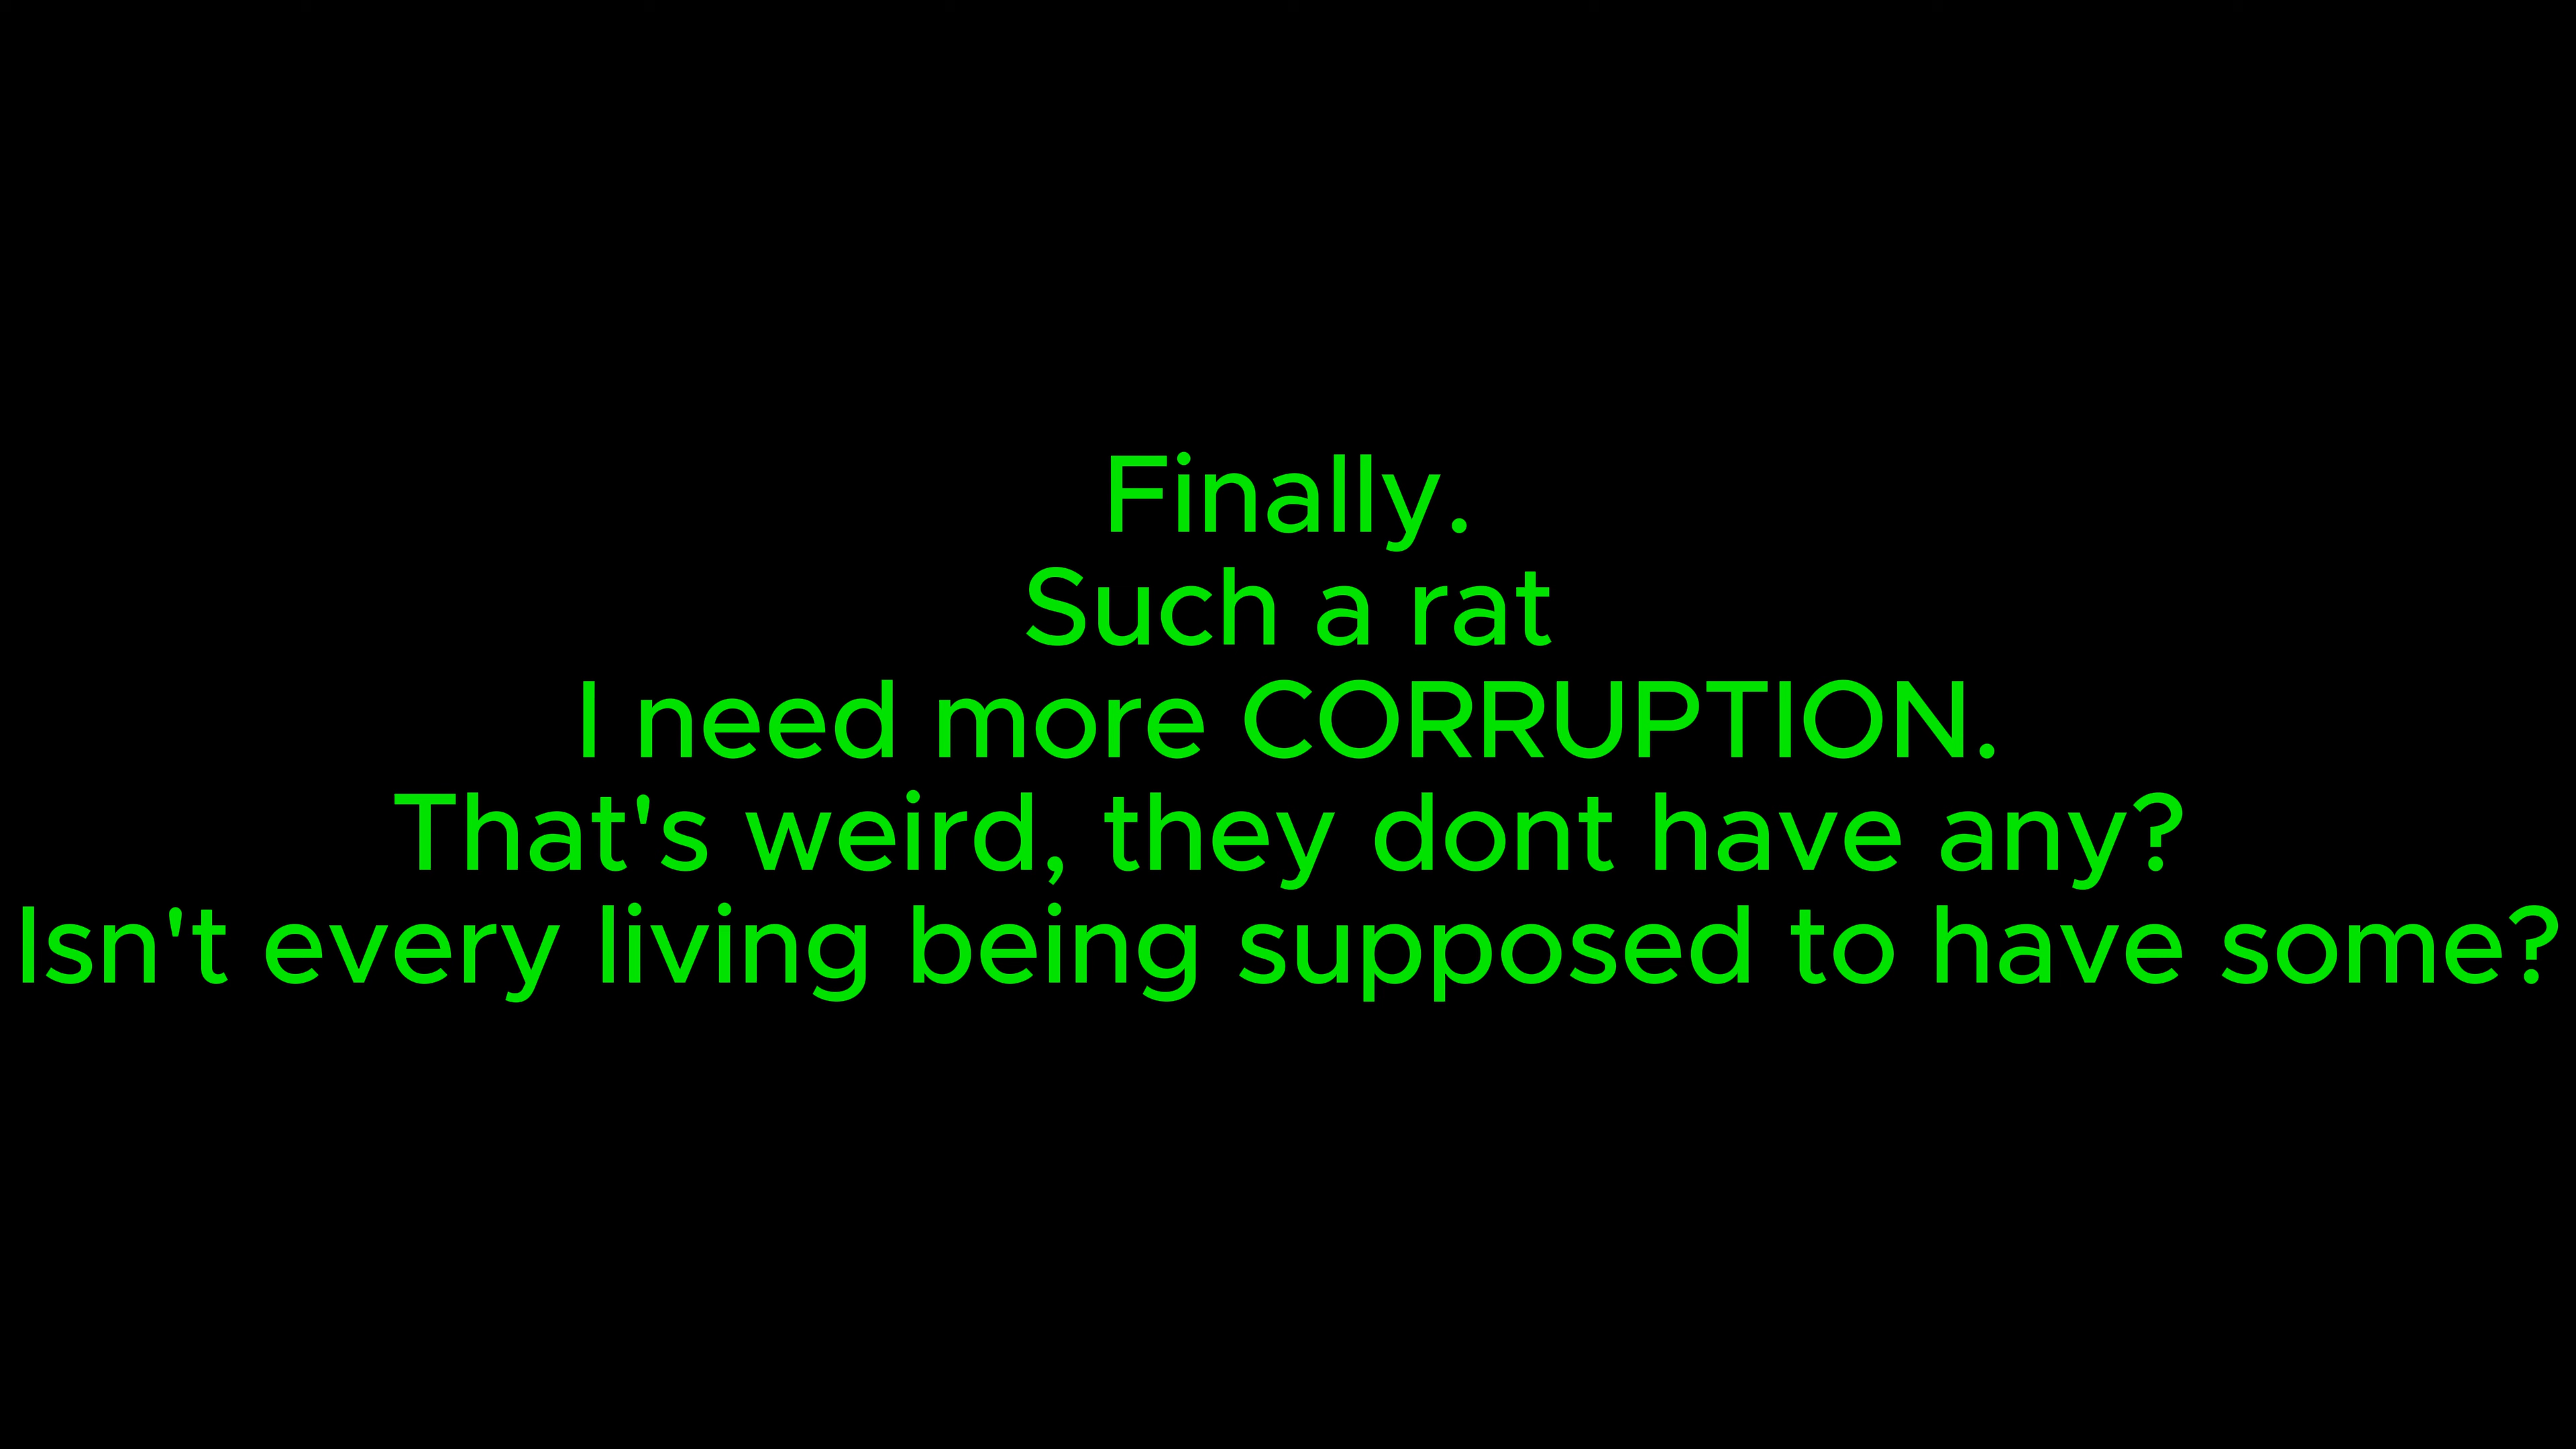 Finally.
Such a rat
I need more CORRUPTION.
That's weird, they dont have any?
Isn't every living being supposed to have some?